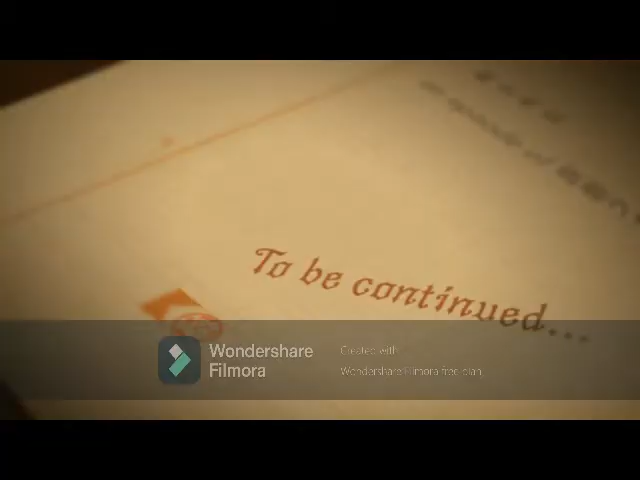 To be continued...
Wondershare
Filmora
Created with
Wondershare Filmora free plan